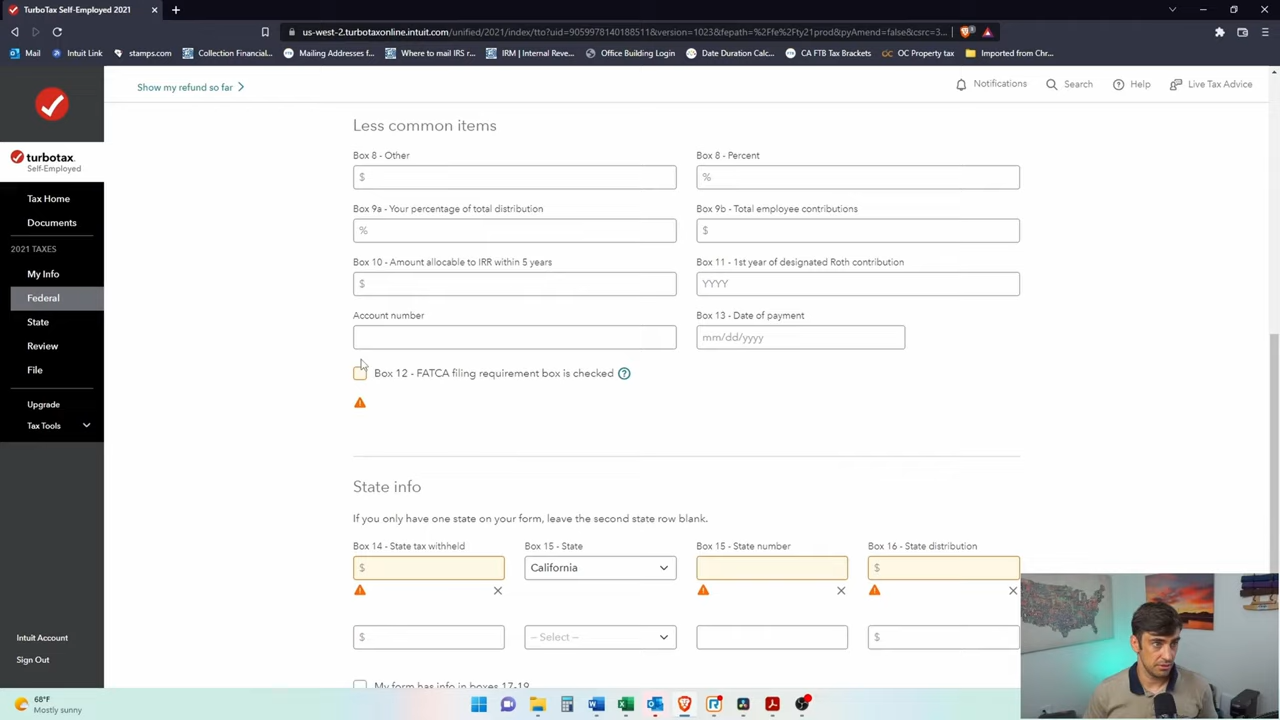 TurboTax Self-Employed 2021
us-west-2.turbotaxonline.intuit.com/unified/2021/index/tto?uid=9059978140188511&version=1023&fepath=%2Ffe%2Fty21prod&pyAmend=false&csrc=3...
Mail
Intuit Link
stamps.com
Collection Financial...
Mailing Addresses f...
Where to mail IRS r...
IRM | Internal Reve...
Office Building Login
Date Duration Calc...
CA FTB Tax Brackets
OC Property tax
Imported from Chr...
Show my refund so far
Notifications
Search
Help
Live Tax Advice
turbotax
Self-Employed
Tax Home
Documents
2021 TAXES
My Info
Federal
State
Review
File
Upgrade
Tax Tools
Intuit Account
Sign Out
Less common items
Box 8 - Other
Box 8 - Percent
$
%
Box 9a - Your percentage of total distribution
Box 9b - Total employee contributions
%
$
Box 10 - Amount allocable to IRR within 5 years
Box 11 - 1st year of designated Roth contribution
$
YYYY
Account number
Box 13 - Date of payment
mm/dd/yyyy
Box 12 - FATCA filing requirement box is checked
State info
If you only have one state on your form, leave the second state row blank.
Box 14 - State tax withheld
Box 15 - State
Box 15 - State number
Box 16 - State distribution
$
California
$
$
– Select –
$
My form has info in boxes 17-19
68°F
Mostly sunny